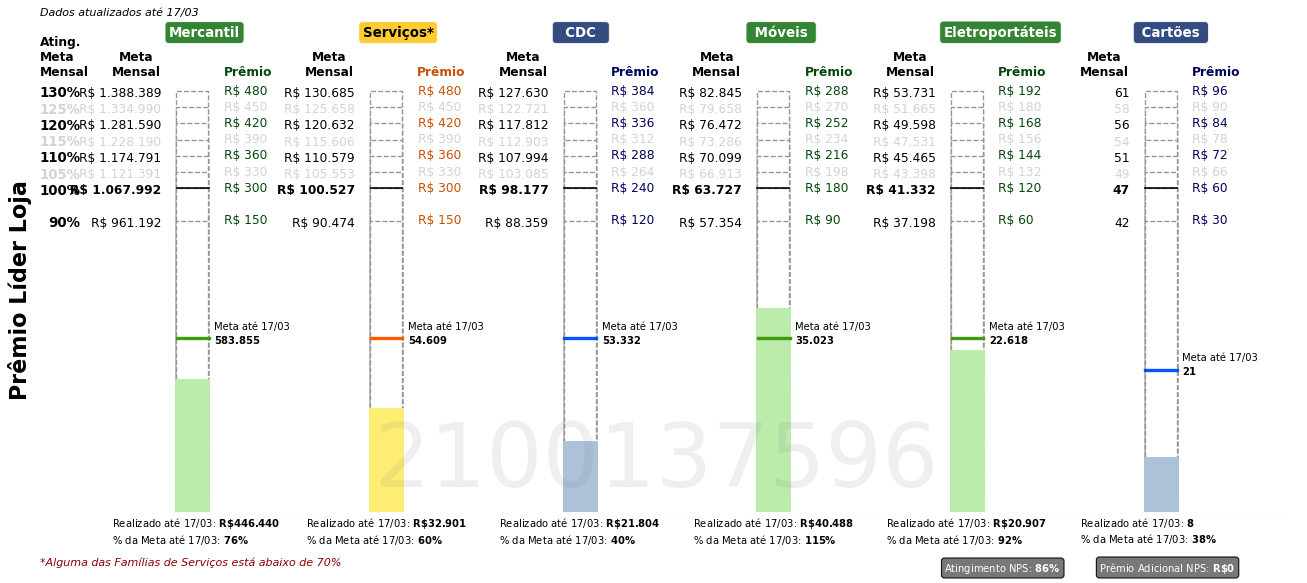 Dados atualizados até 17/03
Mercantil Serviços* CDC Móveis Eletroportáteis Cartões
Ating.
Meta Meta Meta Meta Meta Meta Meta
Mensal Mensal Prêmio Mensal Prêmio Mensal Prêmio Mensal Prêmio Mensal Prêmio Mensal Prêmio
130% R$ 1.388.389 R$ 480 R$ 130.685 R$ 480 R$ 127.630 R$ 384 R$ 82.845 R$ 288 R$ 53.731 R$ 192 61 R$ 96
125% R$ 1.334.990 R$ 450 R$ 125.658 R$ 450 R$ 122.721 R$ 360 R$ 79.658 R$ 270 R$ 51.665 R$ 180 58 R$ 90
120% R$ 1.281.590 R$ 420 R$ 120.632 R$ 420 R$ 117.812 R$ 336 R$ 76.472 R$ 252 R$ 49.598 R$ 168 56 R$ 84
115% R$ 1.228.190 R$ 390 R$ 115.606 R$ 390 R$ 112.903 R$ 312 R$ 73.286 R$ 234 R$ 47.531 R$ 156 54 R$ 78
110% R$ 1.174.791 R$ 360 R$ 110.579 R$ 360 R$ 107.994 R$ 288 R$ 70.099 R$ 216 R$ 45.465 R$ 144 51 R$ 72
105% R$ 1.121.391 R$ 330 R$ 105.553 R$ 330 R$ 103.085 R$ 264 R$ 66.913 R$ 198 R$ 43.398 R$ 132 49 R$ 66
100% R$ 1.067.992 R$ 300 R$ 100.527 R$ 300 R$ 98.177 R$ 240 R$ 63.727 R$ 180 R$ 41.332 R$ 120 47 R$ 60
90% R$ 961.192 R$ 150 R$ 90.474 R$ 150 R$ 88.359 R$ 120 R$ 57.354 R$ 90 R$ 37.198 R$ 60 42 R$ 30
Prêmio Líder Loja
Meta até 17/03 Meta até 17/03 Meta até 17/03 Meta até 17/03 Meta até 17/03
583.855 54.609 53.332 35.023 22.618
Meta até 17/03
21
2100137596
Realizado até 17/03: R$446.440 Realizado até 17/03: R$32.901 Realizado até 17/03: R$21.804 Realizado até 17/03: R$40.488 Realizado até 17/03: R$20.907 Realizado até 17/03: 8
% da Meta até 17/03: 76% % da Meta até 17/03: 60% % da Meta até 17/03: 40% % da Meta até 17/03: 115% % da Meta até 17/03: 92% % da Meta até 17/03: 38%
*Alguma das Famílias de Serviços está abaixo de 70%
Atingimento NPS: 86% Prêmio Adicional NPS: R$0